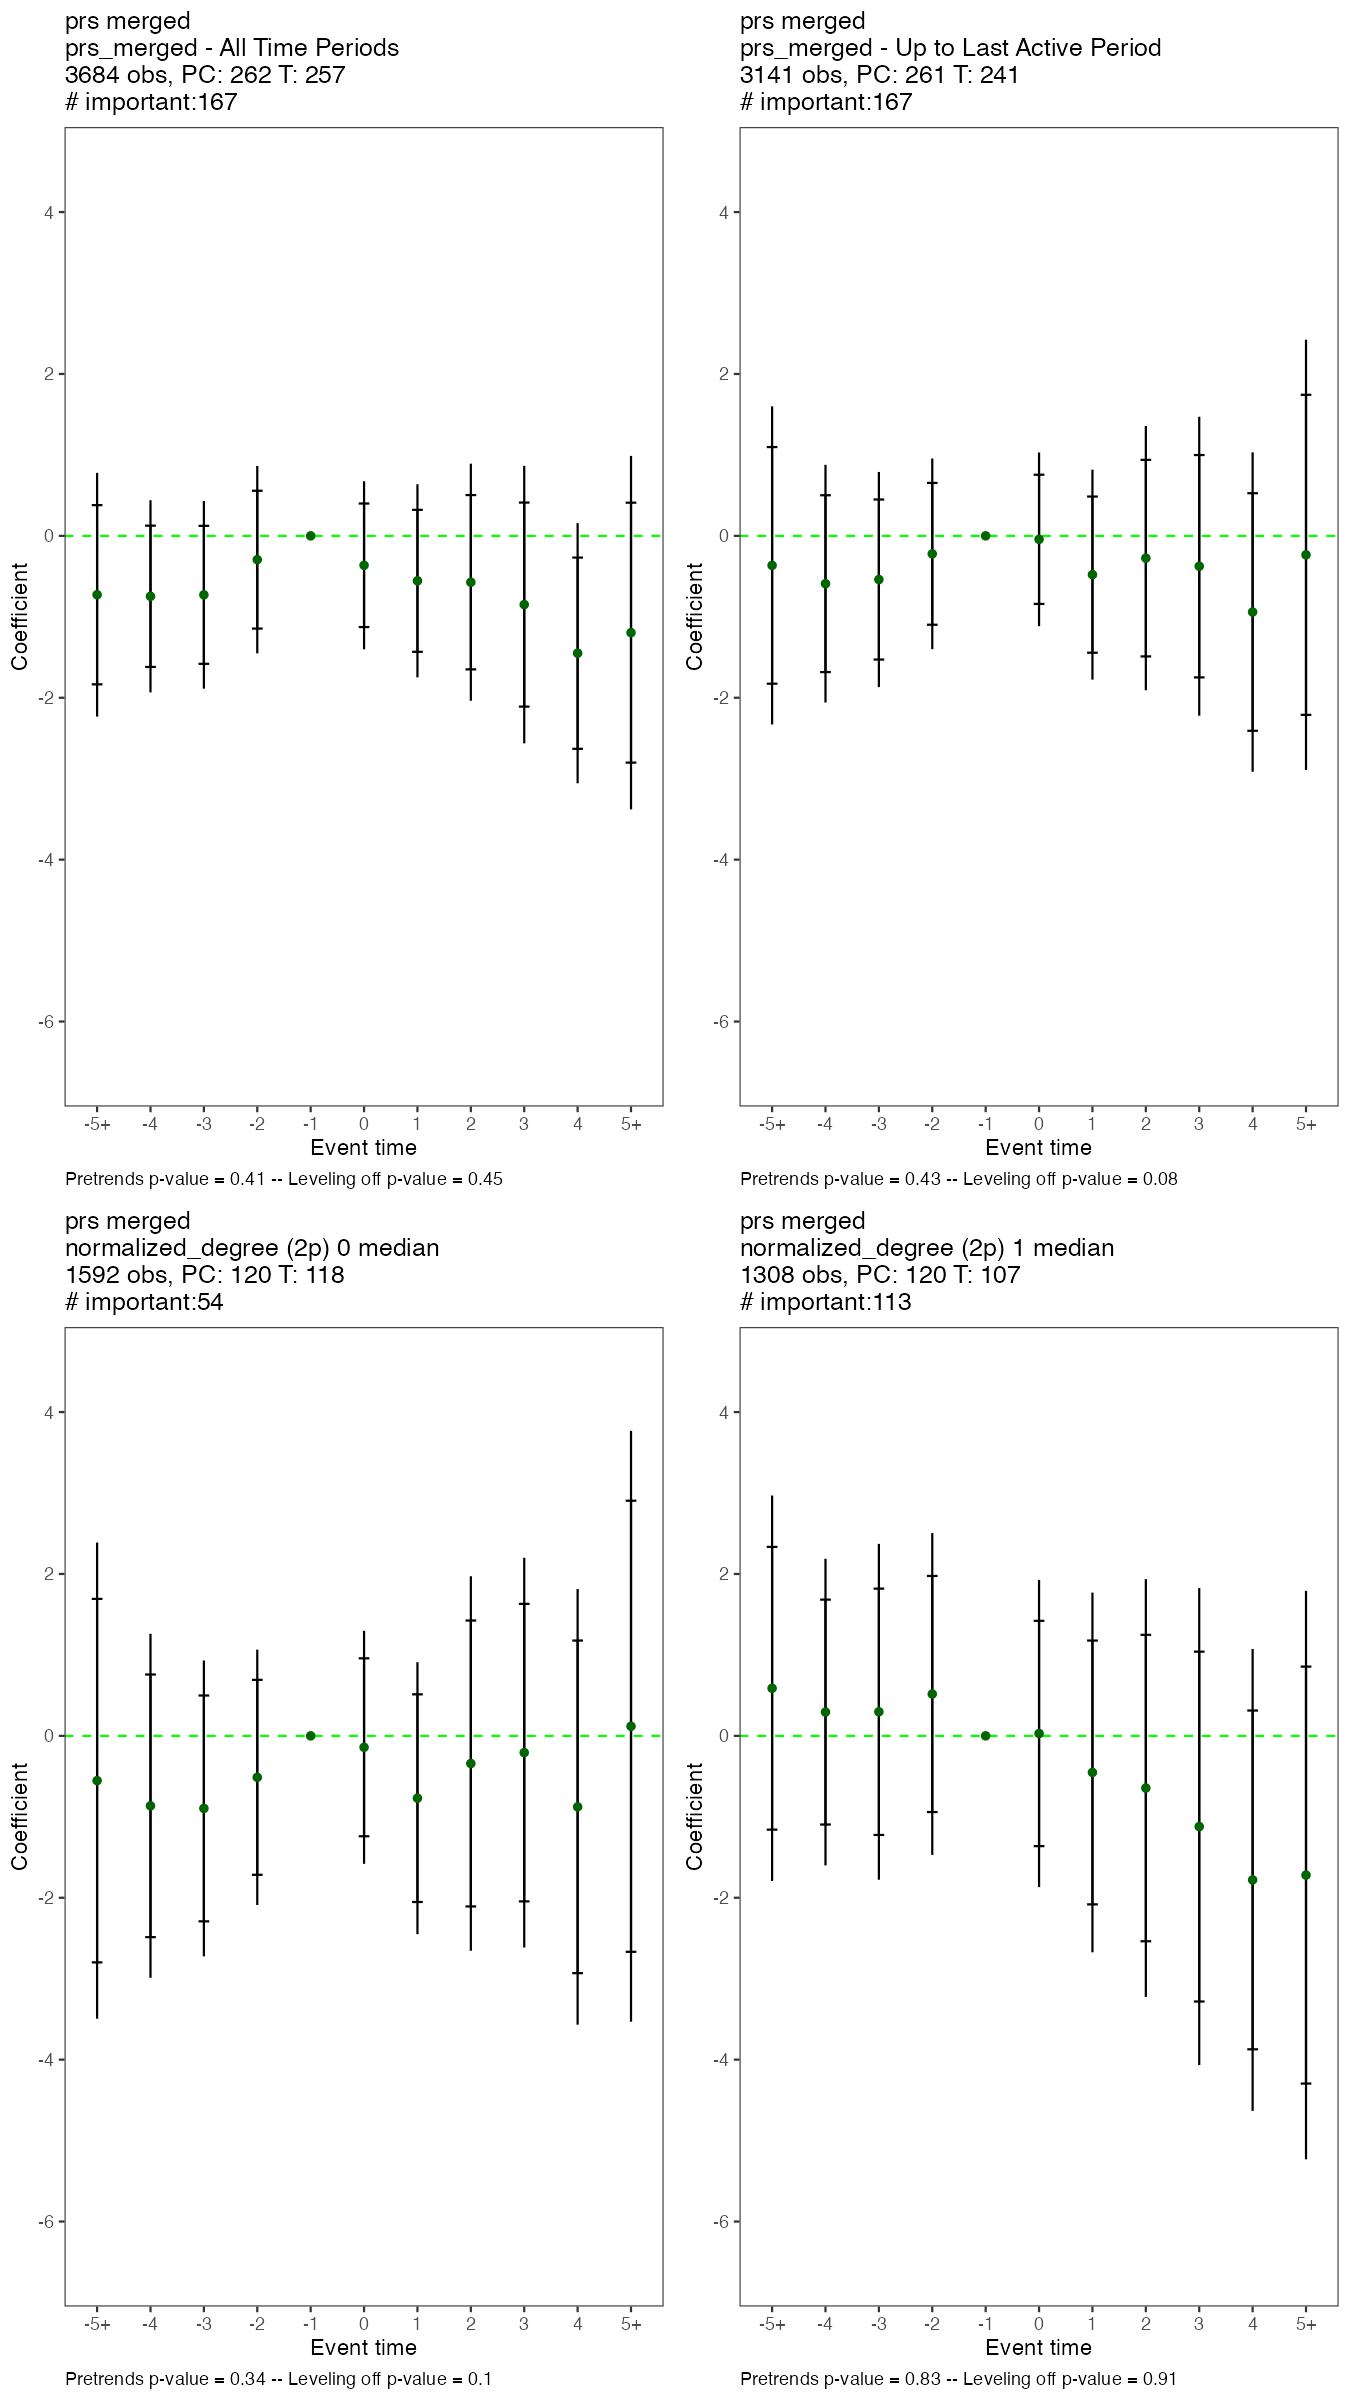 prs merged
prs_merged - All Time Periods
3684 obs, PC: 262 T: 257
# important:167
4
2
0
-2
-4
-6
Coefficient
-5+ -4 -3 -2 -1 0 1 2 3 4 5+
Event time
Pretrends p-value = 0.41 -- Leveling off p-value = 0.45
prs merged
prs_merged - Up to Last Active Period
3141 obs, PC: 261 T: 241
# important:167
4
2
0
-2
-4
-6
Coefficient
-5+ -4 -3 -2 -1 0 1 2 3 4 5+
Event time
Pretrends p-value = 0.43 -- Leveling off p-value = 0.08
prs merged
normalized_degree (2p) 0 median
1592 obs, PC: 120 T: 118
# important:54
4
2
0
-2
-4
-6
Coefficient
-5+ -4 -3 -2 -1 0 1 2 3 4 5+
Event time
Pretrends p-value = 0.34 -- Leveling off p-value = 0.1
prs merged
normalized_degree (2p) 1 median
1308 obs, PC: 120 T: 107
# important:113
4
2
0
-2
-4
-6
Coefficient
-5+ -4 -3 -2 -1 0 1 2 3 4 5+
Event time
Pretrends p-value = 0.83 -- Leveling off p-value = 0.91